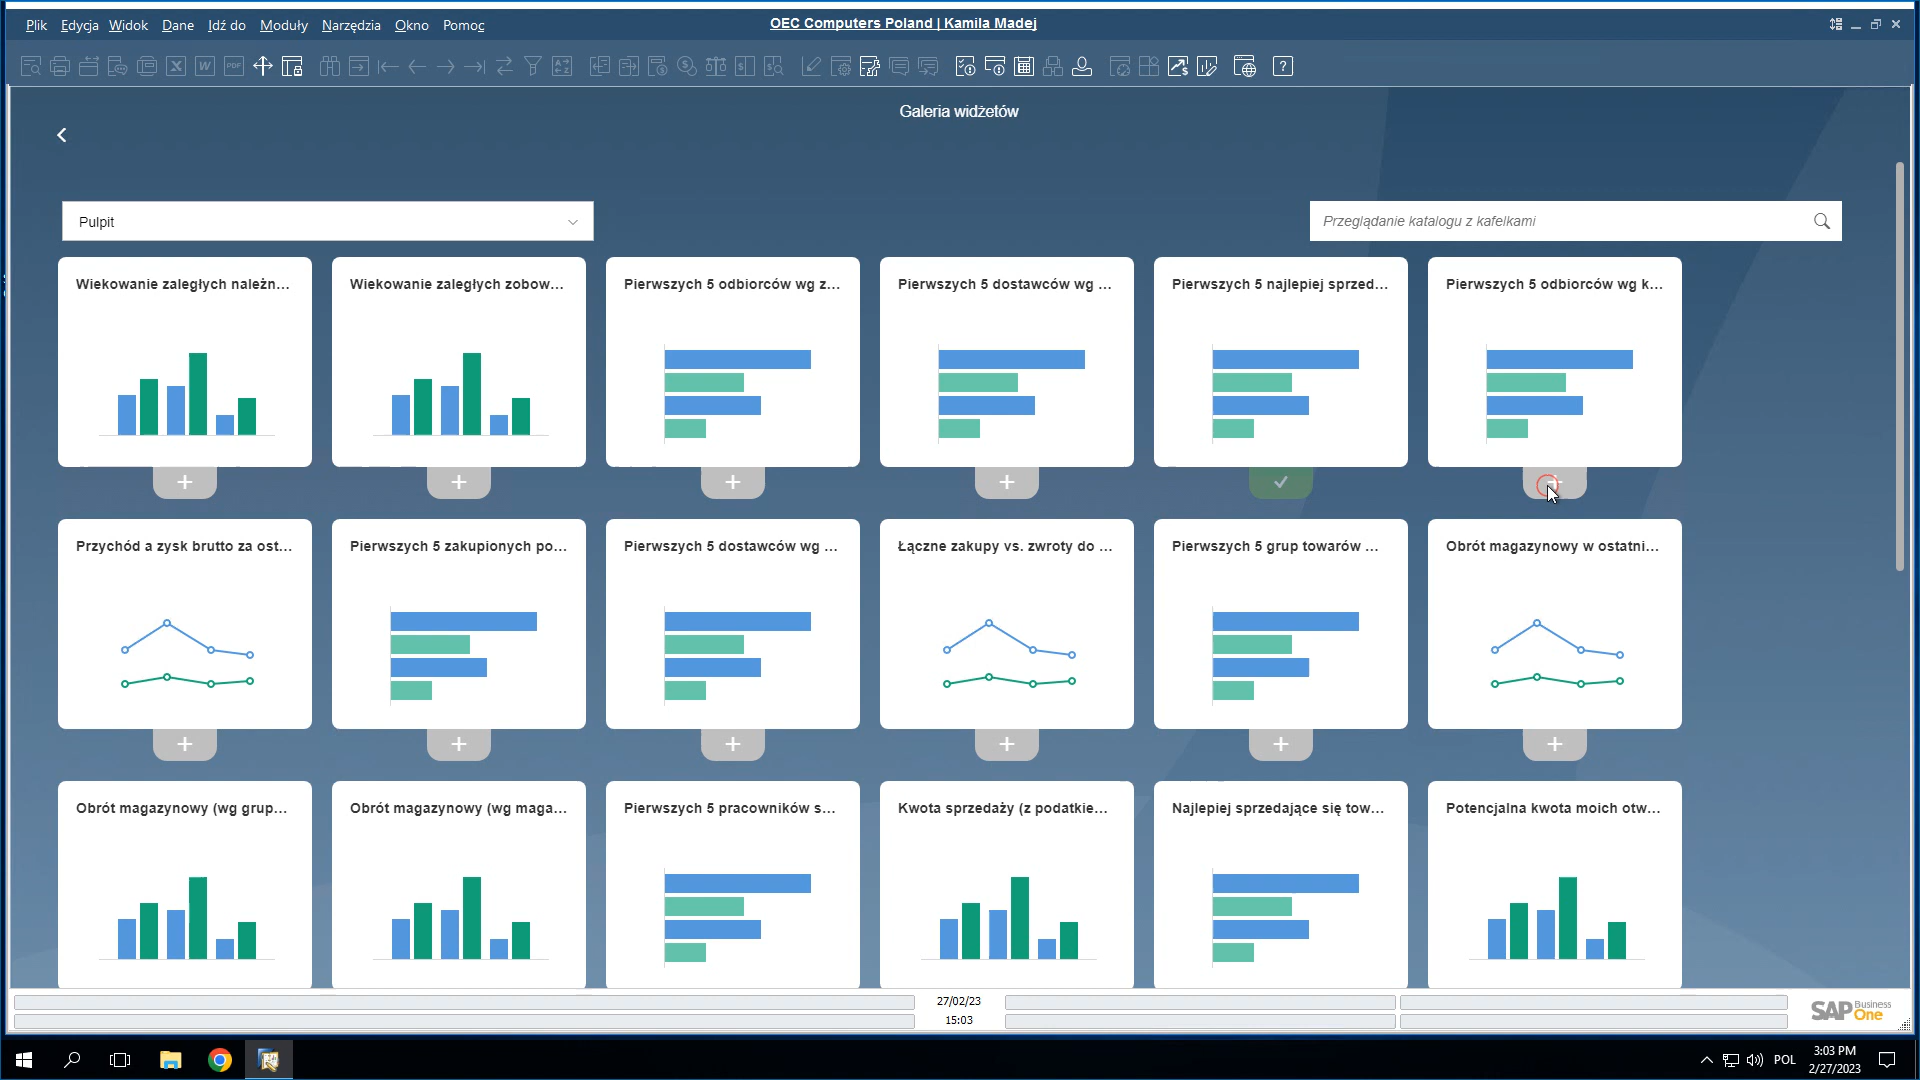 Plik Edycja Widok Dane Idź do Moduły Narzędzia Okno Pomoc
OEC Computers Poland | Kamila Madej
Galeria widżetów
Pulpit
Przeglądanie katalogu z kafelkami
Wiekowanie zaległych należn... Wiekowanie zaległych zobow... Pierwszych 5 odbiorców wg z... Pierwszych 5 dostawców wg ... Pierwszych 5 najlepiej sprzed... Pierwszych 5 odbiorców wg k...
Przychód a zysk brutto za ost... Pierwszych 5 zakupionych po... Pierwszych 5 dostawców wg ... Łączne zakupy vs. zwroty do ... Pierwszych 5 grup towarów ... Obrót magazynowy w ostatni...
Obrót magazynowy (wg grup... Obrót magazynowy (wg maga... Pierwszych 5 pracowników s... Kwota sprzedaży (z podatkie... Najlepiej sprzedające się tow... Potencjalna kwota moich otw...
27/02/23
15:03
SAP Business One
POL
3:03 PM
2/27/2023